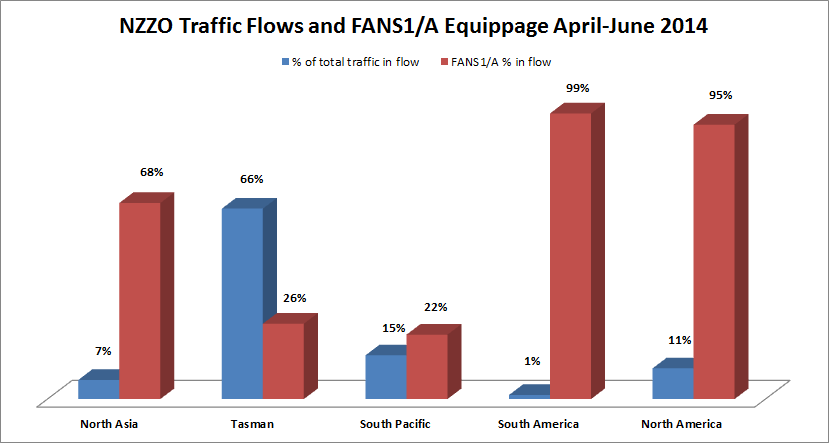 NZZO Traffic Flows and FANS1/A Equippage April-June 2014
% of total traffic in flow FANS1/A % in flow
7% 68% 66% 26% 15% 22% 1% 99% 11% 95%
North Asia Tasman South Pacific South America North America